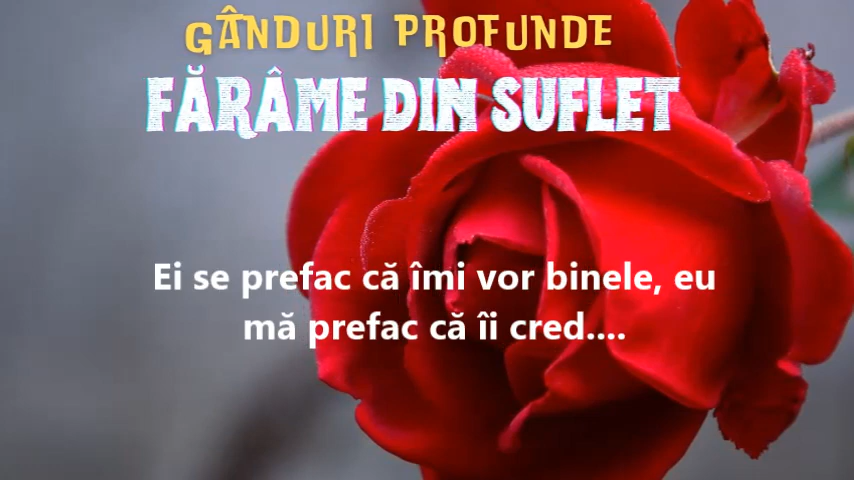 GÂNDURI PROFUNDE
FĂRÂME DIN SUFLET
Ei se prefac că îmi vor binele, eu
mă prefac că îi cred....